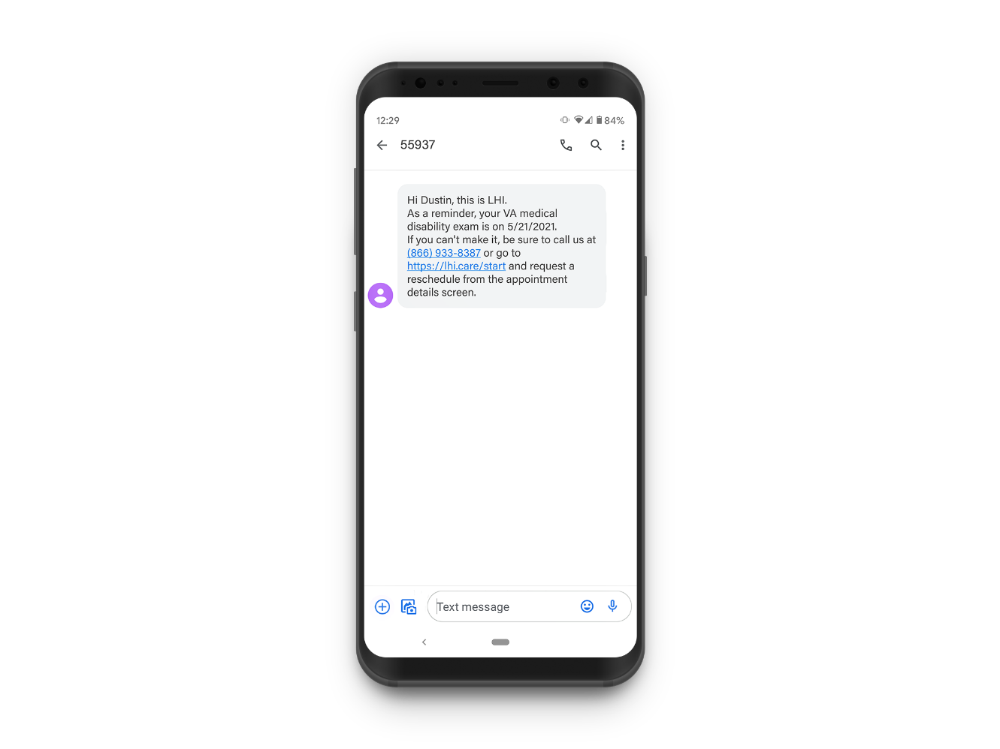 12:29
84%
55937
Hi Dustin, this is LHI.
As a reminder, your VA medical
disability exam is on 5/21/2021.
If you can't make it, be sure to call us at
(866) 933-8387 or go to
https://lhi.care/start and request a
reschedule from the appointment
details screen.
Text message